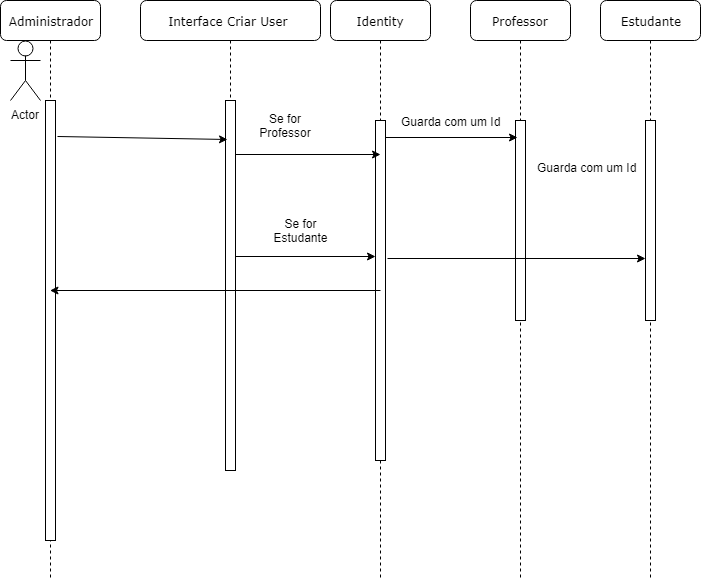 Administrador
Interface Criar User
Identity
Professor
Estudante
Actor
Se for
Professor
Guarda com um Id
Guarda com um Id
Se for
Estudante